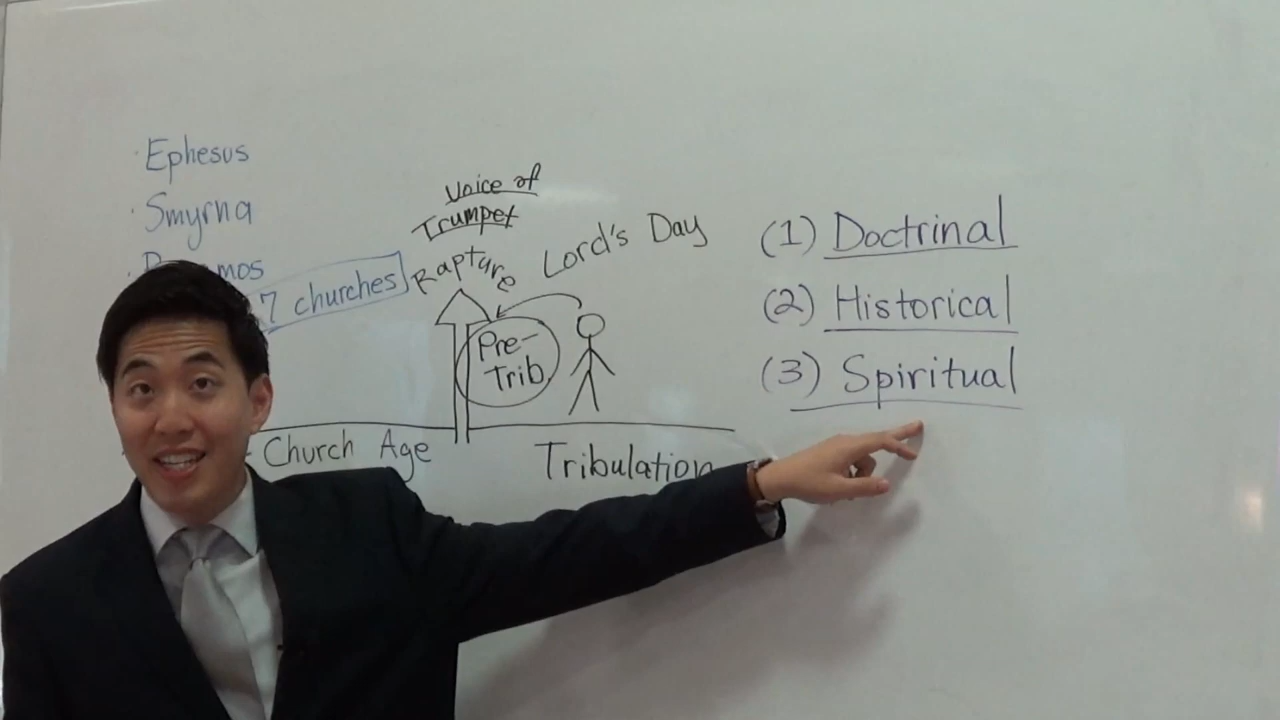 · Ephesus
· Smyrna
7 churches
Voice of
Trumpet
Rapture
Lord's Day
Pre-
Trib
Church Age
Tribulation
(1) Doctrinal
(2) Historical
(3) Spiritual